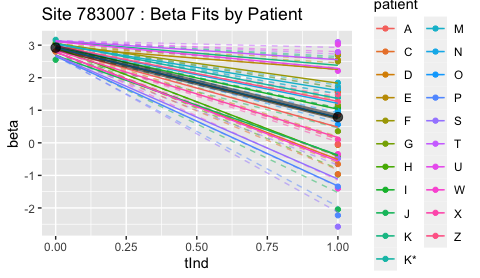 Site 783007 : Beta Fits by Patient
beta
3
2
1
0
-1
-2
0.00 0.25 0.50 0.75 1.00
tInd
patient
A M
C N
D O
E P
F S
G T
H U
I W
J X
K Z
K*